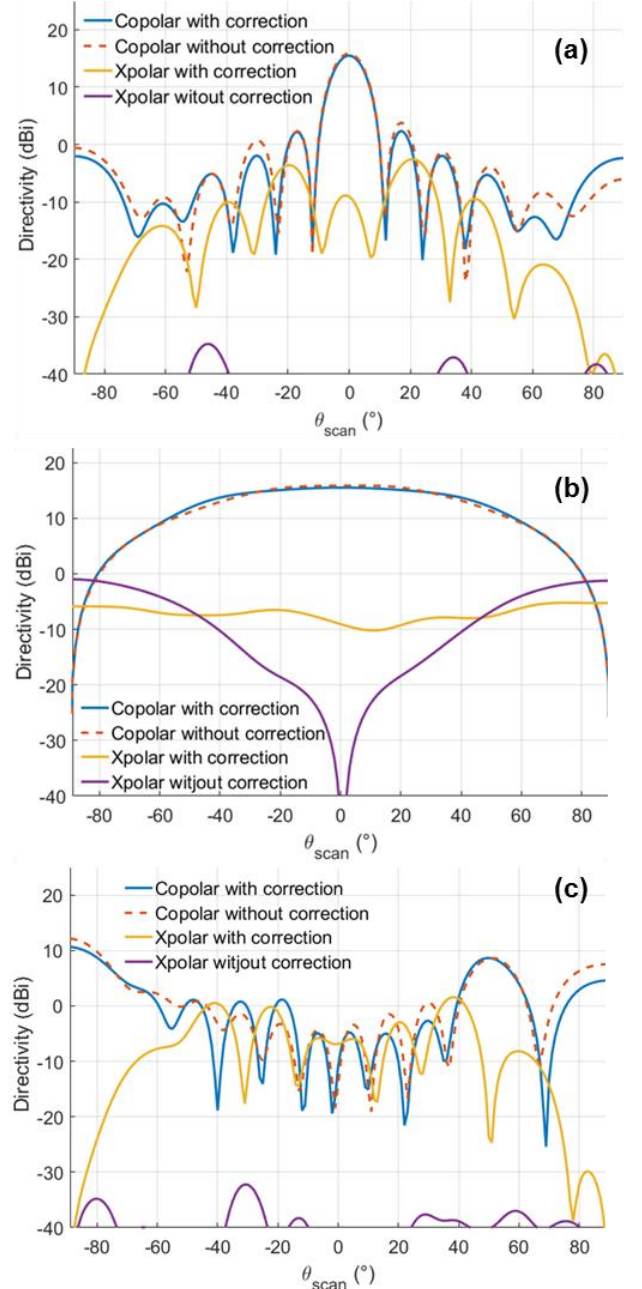 Copolar with correction
Copolar without correction
Xpolar with correction
Xpolar witout correction
(a)
20
10
0
-10
-20
-30
-40
Directivity (dBi)
-80 -60 -40 -20 0 20 40 60 80
θscan (°)
(b)
20
10
0
-10
-20
-30
-40
Directivity (dBi)
Copolar with correction
Copolar without correction
Xpolar with correction
Xpolar witjout correction
-80 -60 -40 -20 0 20 40 60 80
θscan (°)
Copolar with correction
Copolar without correction
Xpolar with correction
Xpolar witjout correction
(c)
20
10
0
-10
-20
-30
-40
Directivity (dBi)
-80 -60 -40 -20 0 20 40 60 80
θscan (°)